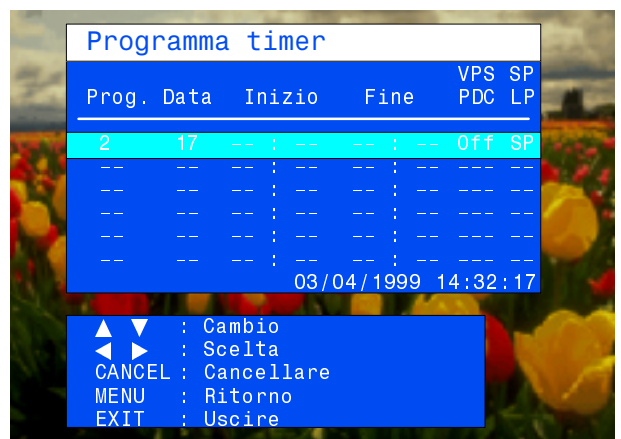 Programma timer
VPS SP
Prog. Data Inizio Fine PDC LP
2 17 -- : -- -- : -- Off SP
-- -- -- : -- -- : -- --- --
-- -- -- : -- -- : -- --- --
-- -- -- : -- -- : -- --- --
-- -- -- : -- -- : -- --- --
-- -- -- : -- -- : -- --- --
03/04/1999 14:32:17
▲ ▼ : Cambio
◀ ▶ : Scelta
CANCEL : Cancellare
MENU : Ritorno
EXIT : Uscire